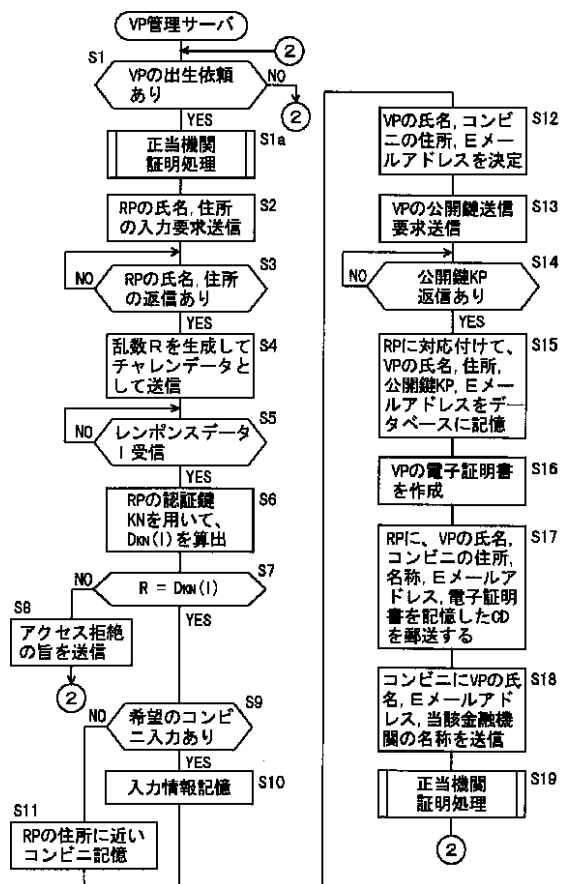 VP管理サーバ
2
S1
VPの出生依頼
あり
NO
2
YES
S1a
正当機関
証明処理
S2
RPの氏名, 住所
の入力要求送信
S3
NO
RPの氏名, 住所
の返信あり
YES
S4
乱数Rを生成して
チャレンデータと
して送信
S5
NO
レンポンスデータ
I受信
YES
S6
RPの認証鍵
KNを用いて、
DKN(I)を算出
S7
NO
R = DKN(I)
S8
YES
アクセス拒絶
の旨を送信
2
S9
NO
希望のコンビ
ニ入力あり
YES
S10
入力情報記憶
S11
RPの住所に近い
コンビニ記憶
S12
VPの氏名, コンビ
ニの住所, Eメー
ルアドレスを決定
S13
VPの公開鍵送信
要求送信
S14
NO
公開鍵KP
返信あり
YES
S15
RPに対応付けて、
VPの氏名, 住所,
公開鍵KP, Eメー
ルアドレスをデー
タベースに記憶
S16
VPの電子証明書
を作成
S17
RPに、VPの氏名,
コンビニの住所,
名称, Eメールア
ドレス, 電子証明
書を記憶したCD
を郵送する
S18
コンビニにVPの氏
名, Eメールアド
レス, 当該金融機
関の名称を送信
S19
正当機関
証明処理
2